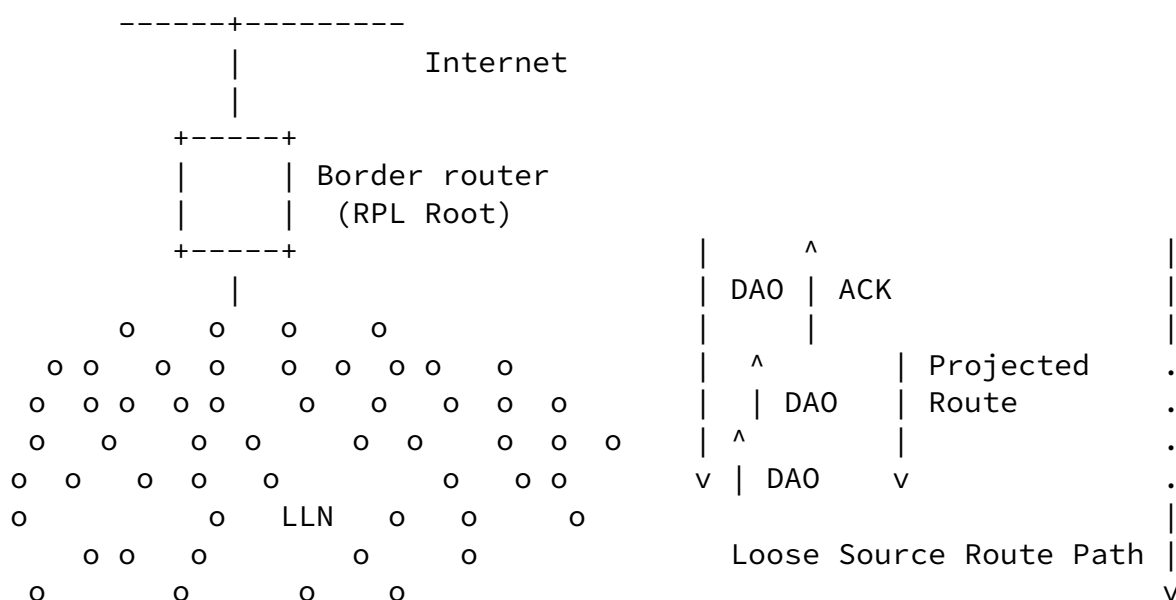 ------+---------
| Internet
|
+-----+
| | Border router
| | (RPL Root)
+-----+ | ^ |
| | DAO | ACK |
o o o o | | |
o o o o o o o o o | ^ | Projected .
o o o o o o o o o o | | DAO | Route .
o o o o o o o o o | ^ | .
o o o o o o o o v | DAO v .
o o LLN o o o |
o o o o o Loose Source Route Path |
o o o o v